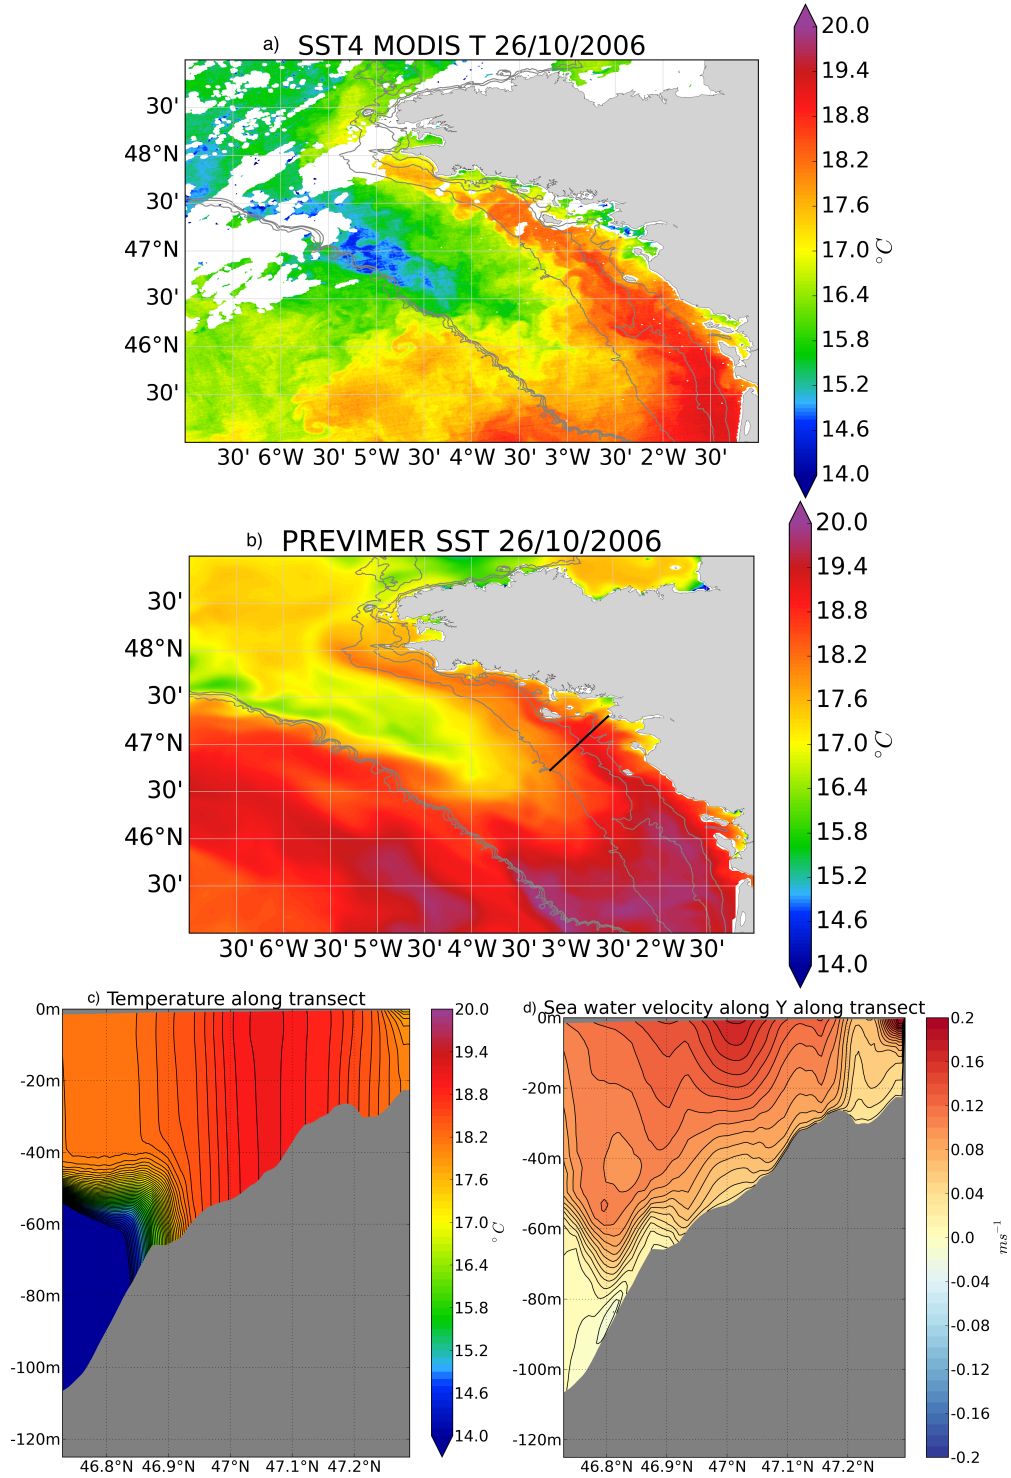 a) SST4 MODIS T 26/10/2006
30'
48°N
30'
47°N
30'
46°N
30'
30' 6°W 30' 5°W 30' 4°W 30' 3°W 30' 2°W 30'
20.0
19.4
18.8
18.2
17.6
17.0
16.4
15.8
15.2
14.6
14.0
°C
b) PREVIMER SST 26/10/2006
30'
48°N
30'
47°N
30'
46°N
30'
30' 6°W 30' 5°W 30' 4°W 30' 3°W 30' 2°W 30'
20.0
19.4
18.8
18.2
17.6
17.0
16.4
15.8
15.2
14.6
14.0
°C
c) Temperature along transect
0m
-20m
-40m
-60m
-80m
-100m
-120m
46.8°N 46.9°N 47°N 47.1°N 47.2°N
20.0
19.4
18.8
18.2
17.6
17.0
16.4
15.8
15.2
14.6
14.0
°C
d) Sea water velocity along Y along transect
0m
-20m
-40m
-60m
-80m
-100m
-120m
46.8°N 46.9°N 47°N 47.1°N 47.2°N
0.2
0.16
0.12
0.08
0.04
0.0
-0.04
-0.08
-0.12
-0.16
-0.2
ms⁻¹